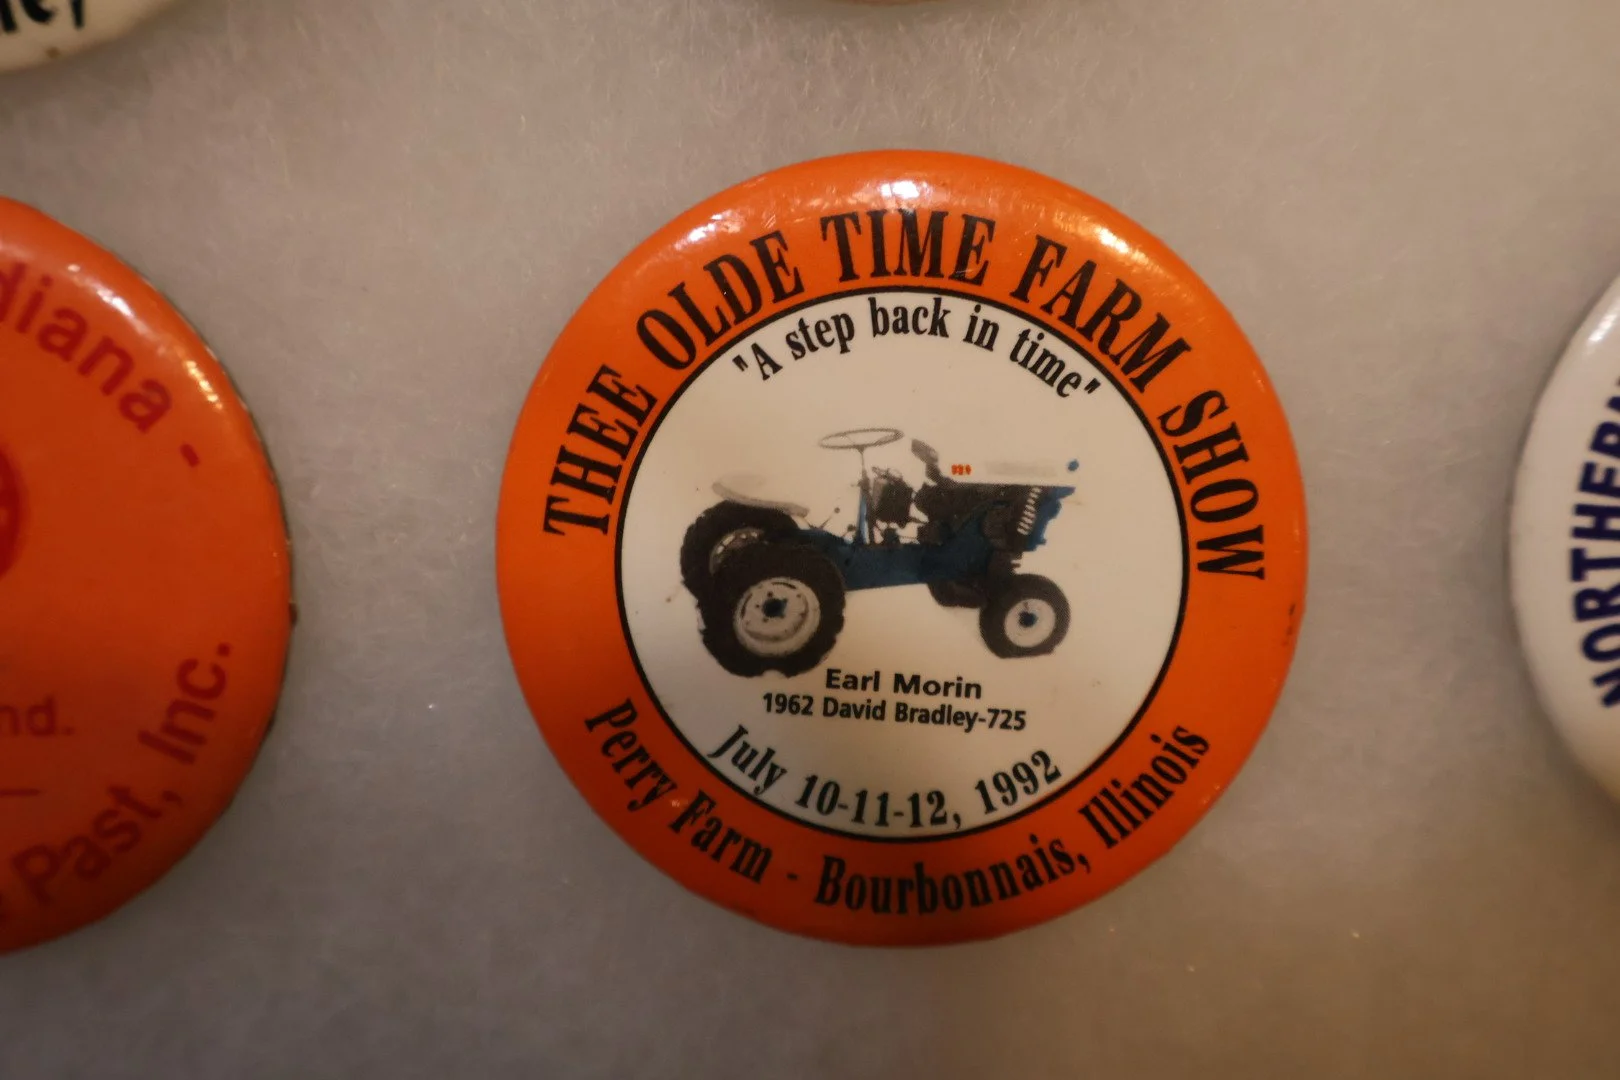 THEE OLDE TIME FARM SHOW
"A step back in time"
Earl Morin
1962 David Bradley-725
July 10-11-12, 1992
Perry Farm - Bourbonnais, Illinois
diana -
nd.
Past, Inc.
NORTHERN